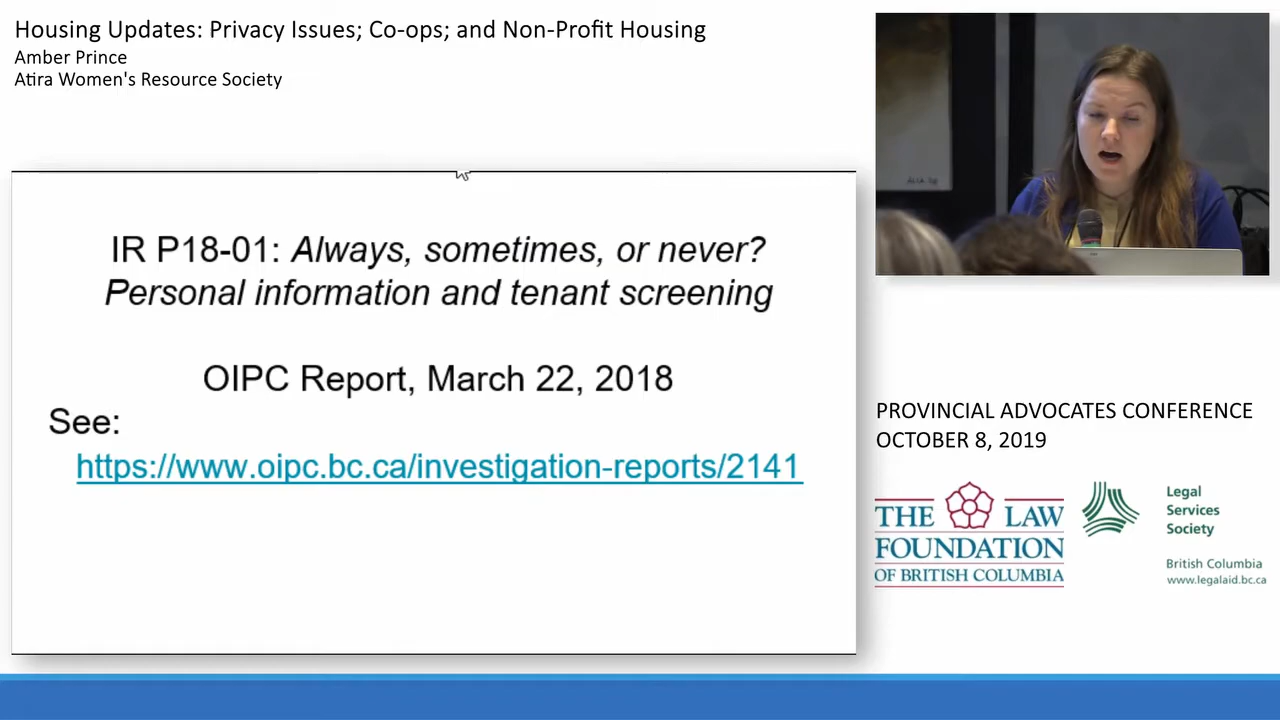 Housing Updates: Privacy Issues; Co-ops; and Non-Profit Housing
Amber Prince
Atira Women's Resource Society
IR P18-01: Always, sometimes, or never?
Personal information and tenant screening
OIPC Report, March 22, 2018
See:
https://www.oipc.bc.ca/investigation-reports/2141
PROVINCIAL ADVOCATES CONFERENCE
OCTOBER 8, 2019
THE LAW
FOUNDATION
OF BRITISH COLUMBIA
Legal
Services
Society
British Columbia
www.legalaid.bc.ca